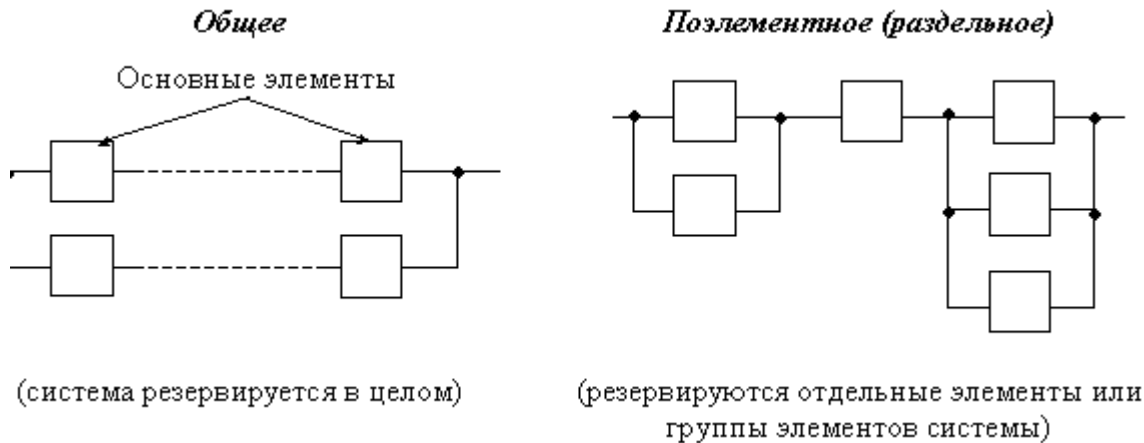 Общее
Поэлементное (раздельное)
Основные элементы
(система резервируется в целом)
(резервируются отдельные элементы или
группы элементов системы)